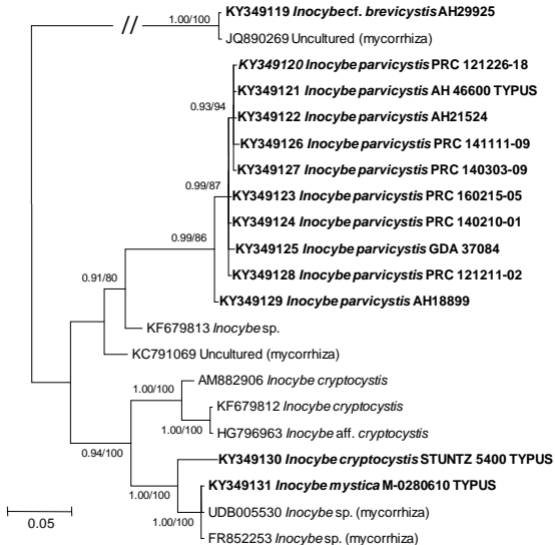 1.00/100
KY349119 Inocybe cf. brevicystis AH29925
//
JQ890269 Uncultured (mycorrhiza)
KY349120 Inocybe parvicystis PRC 121226-18
KY349121 Inocybe parvicystis AH 46600 TYPUS
0.93/94
KY349122 Inocybe parvicystis AH21524
KY349126 Inocybe parvicystis PRC 141111-09
KY349127 Inocybe parvicystis PRC 140303-09
0.99/87
KY349123 Inocybe parvicystis PRC 160215-05
KY349124 Inocybe parvicystis PRC 140210-01
0.99/86
KY349125 Inocybe parvicystis GDA 37084
KY349128 Inocybe parvicystis PRC 121211-02
0.91/80
KY349129 Inocybe parvicystis AH18899
KF679813 Inocybe sp.
KC791069 Uncultured (mycorrhiza)
AM882906 Inocybe cryptocystis
1.00/100
KF679812 Inocybe cryptocystis
1.00/100
HG796963 Inocybe aff. cryptocystis
0.94/100
KY349130 Inocybe cryptocystis STUNTZ 5400 TYPUS
KY349131 Inocybe mystica M-0280610 TYPUS
1.00/100
UDB005530 Inocybe sp. (mycorrhiza)
0.05
1.00/100
FR852253 Inocybe sp. (mycorrhiza)